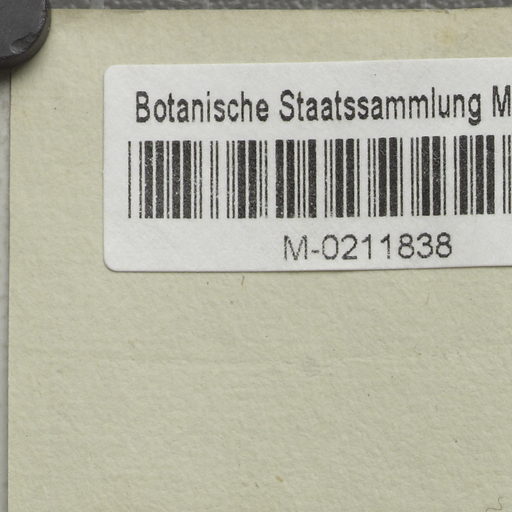 Botanische Staatssammlung M
M-0211838